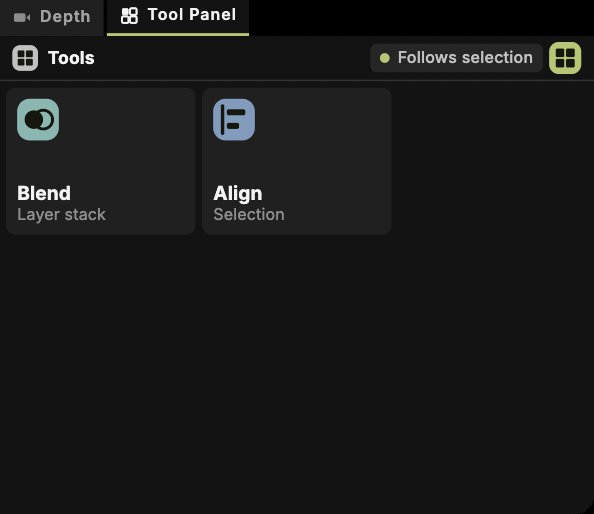 Depth
Tool Panel
Tools
Follows selection
Blend
Layer stack
Align
Selection